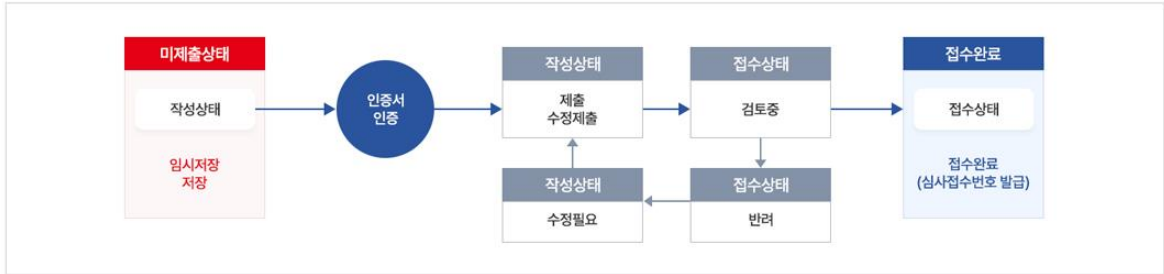 미제출상태
작성상태
임시저장
저장
인증서
인증
작성상태
제출
수정제출
접수상태
검토중
작성상태
수정필요
접수상태
반려
접수완료
접수상태
접수완료
(심사접수번호 발급)